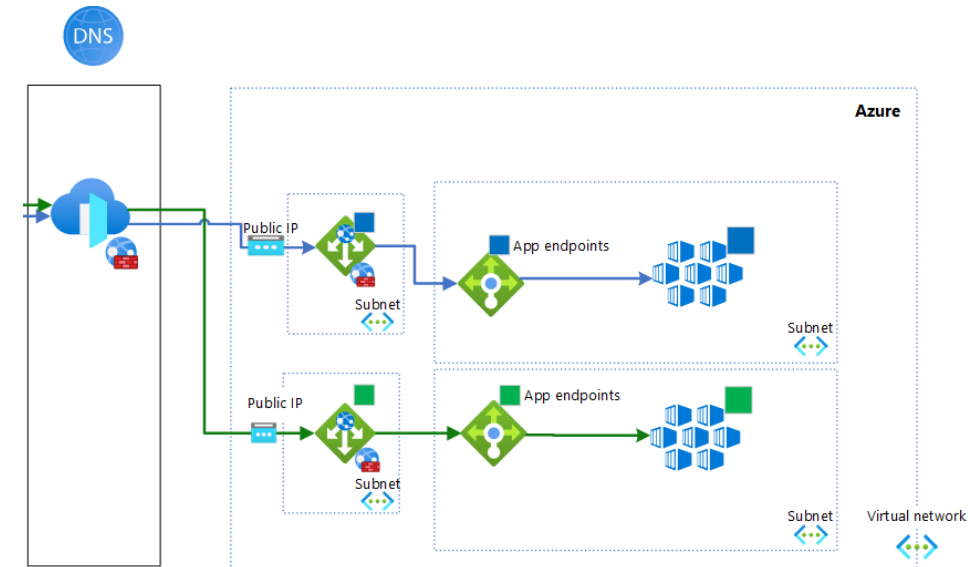 DNS
Azure
Public IP
App endpoints
Subnet
Subnet
Public IP
App endpoints
Subnet
Subnet
Virtual network